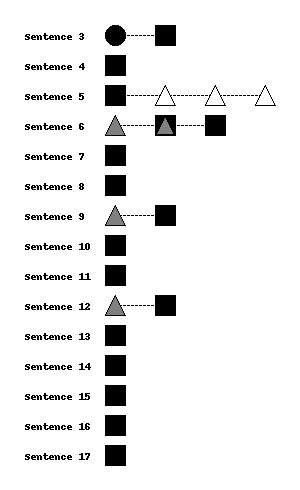 Sentence 3
Sentence 4
Sentence 5
Sentence 6
Sentence 7
Sentence 8
Sentence 9
Sentence 10
Sentence 11
Sentence 12
Sentence 13
Sentence 14
Sentence 15
Sentence 16
Sentence 17